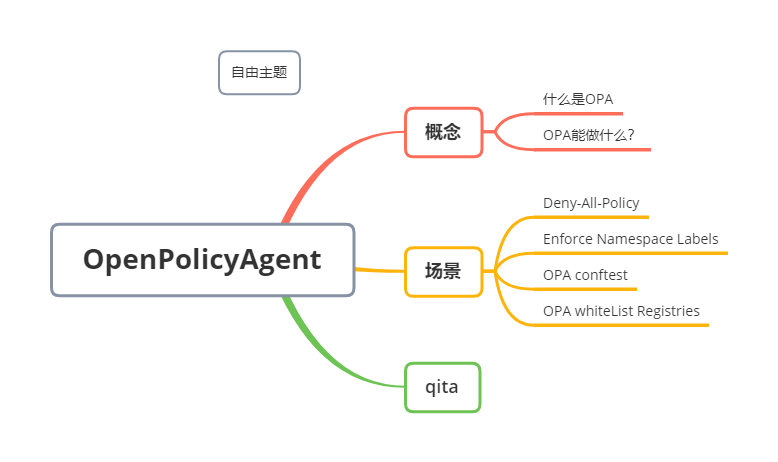 自由主题
OpenPolicyAgent
概念
什么是OPA
OPA能做什么?
场景
Deny-All-Policy
Enforce Namespace Labels
OPA conftest
OPA whiteList Registries
qita